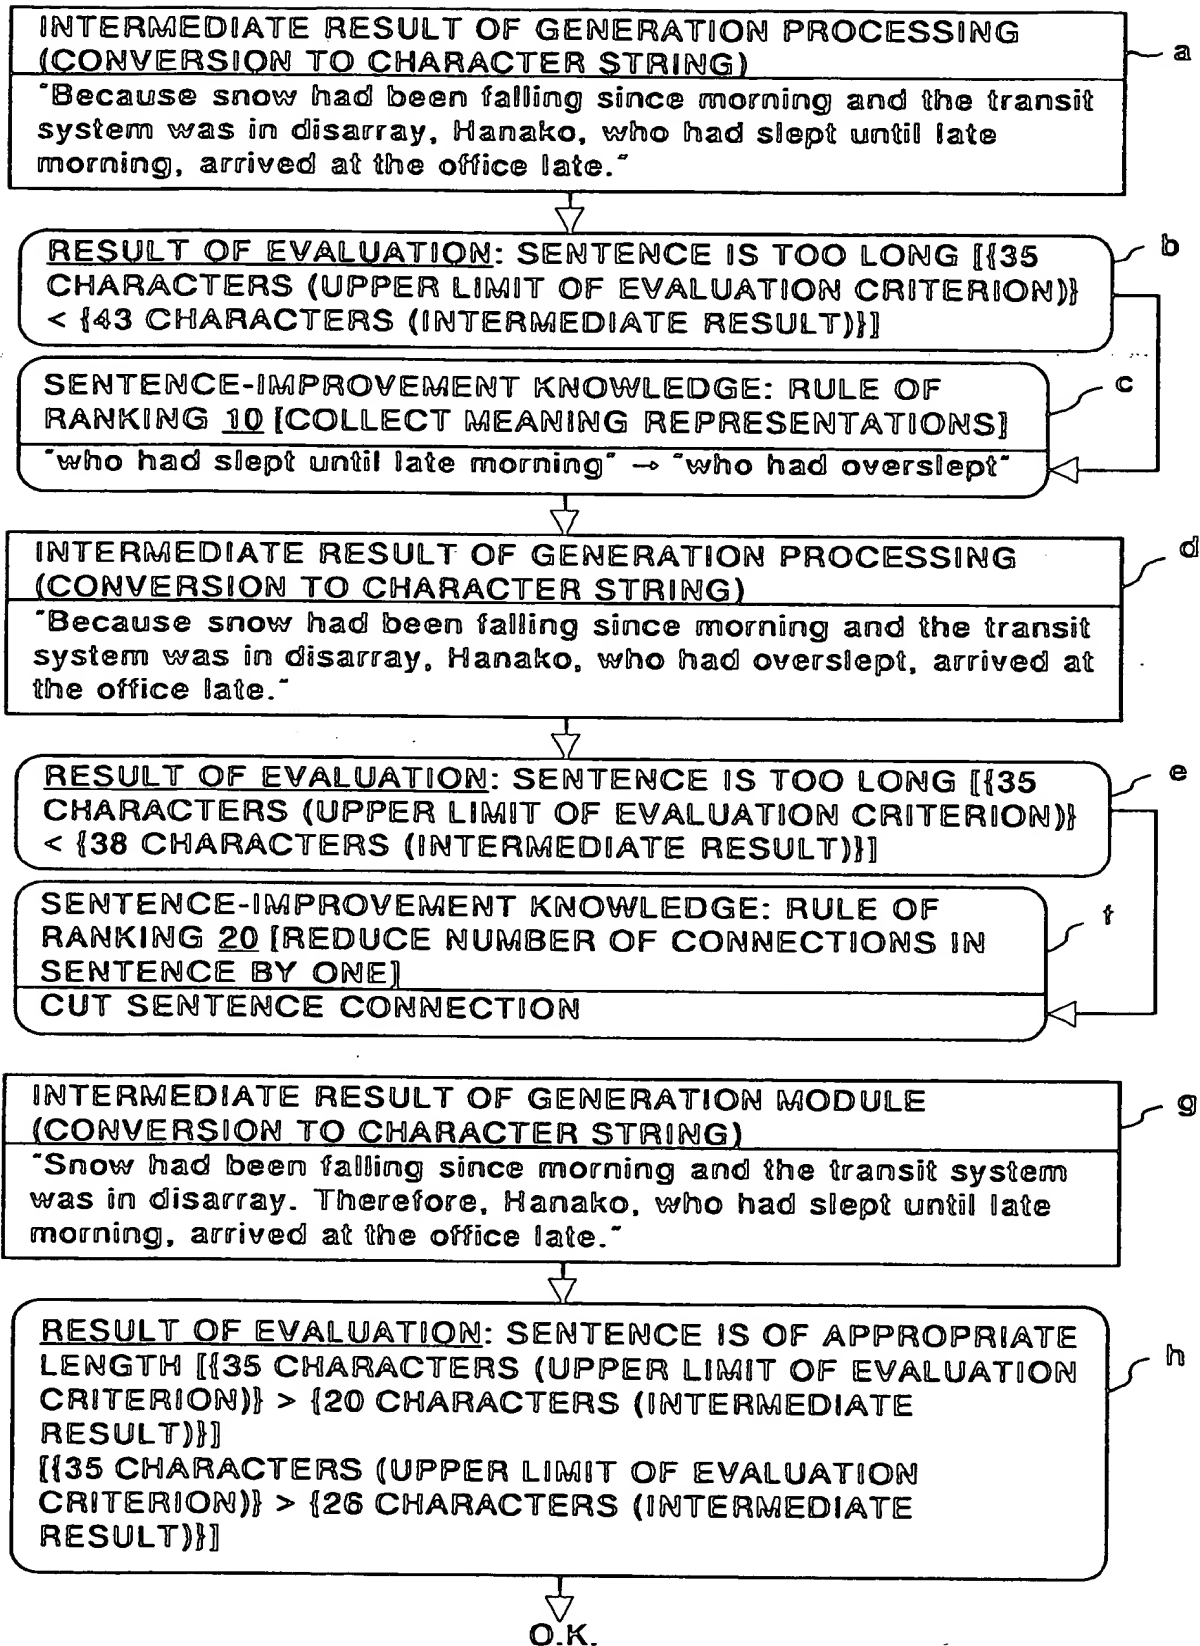 INTERMEDIATE RESULT OF GENERATION PROCESSING
(CONVERSION TO CHARACTER STRING)
a
"Because snow had been falling since morning and the transit
system was in disarray, Hanako, who had slept until late
morning, arrived at the office late."
RESULT OF EVALUATION: SENTENCE IS TOO LONG [{35
CHARACTERS (UPPER LIMIT OF EVALUATION CRITERION)}
< {43 CHARACTERS (INTERMEDIATE RESULT)}]
b
SENTENCE-IMPROVEMENT KNOWLEDGE: RULE OF
RANKING 10 [COLLECT MEANING REPRESENTATIONS]
c
"who had slept until late morning" → "who had overslept"
INTERMEDIATE RESULT OF GENERATION PROCESSING
(CONVERSION TO CHARACTER STRING)
d
"Because snow had been falling since morning and the transit
system was in disarray, Hanako, who had overslept, arrived at
the office late."
RESULT OF EVALUATION: SENTENCE IS TOO LONG [{35
CHARACTERS (UPPER LIMIT OF EVALUATION CRITERION)}
< {38 CHARACTERS (INTERMEDIATE RESULT)}]
e
SENTENCE-IMPROVEMENT KNOWLEDGE: RULE OF
RANKING 20 [REDUCE NUMBER OF CONNECTIONS IN
SENTENCE BY ONE]
f
CUT SENTENCE CONNECTION
INTERMEDIATE RESULT OF GENERATION MODULE
(CONVERSION TO CHARACTER STRING)
g
"Snow had been falling since morning and the transit system
was in disarray. Therefore, Hanako, who had slept until late
morning, arrived at the office late."
RESULT OF EVALUATION: SENTENCE IS OF APPROPRIATE
LENGTH [{35 CHARACTERS (UPPER LIMIT OF EVALUATION
CRITERION)} > {20 CHARACTERS (INTERMEDIATE
RESULT)}]
[{35 CHARACTERS (UPPER LIMIT OF EVALUATION
CRITERION)} > {26 CHARACTERS (INTERMEDIATE
RESULT)}]
h
O.K.